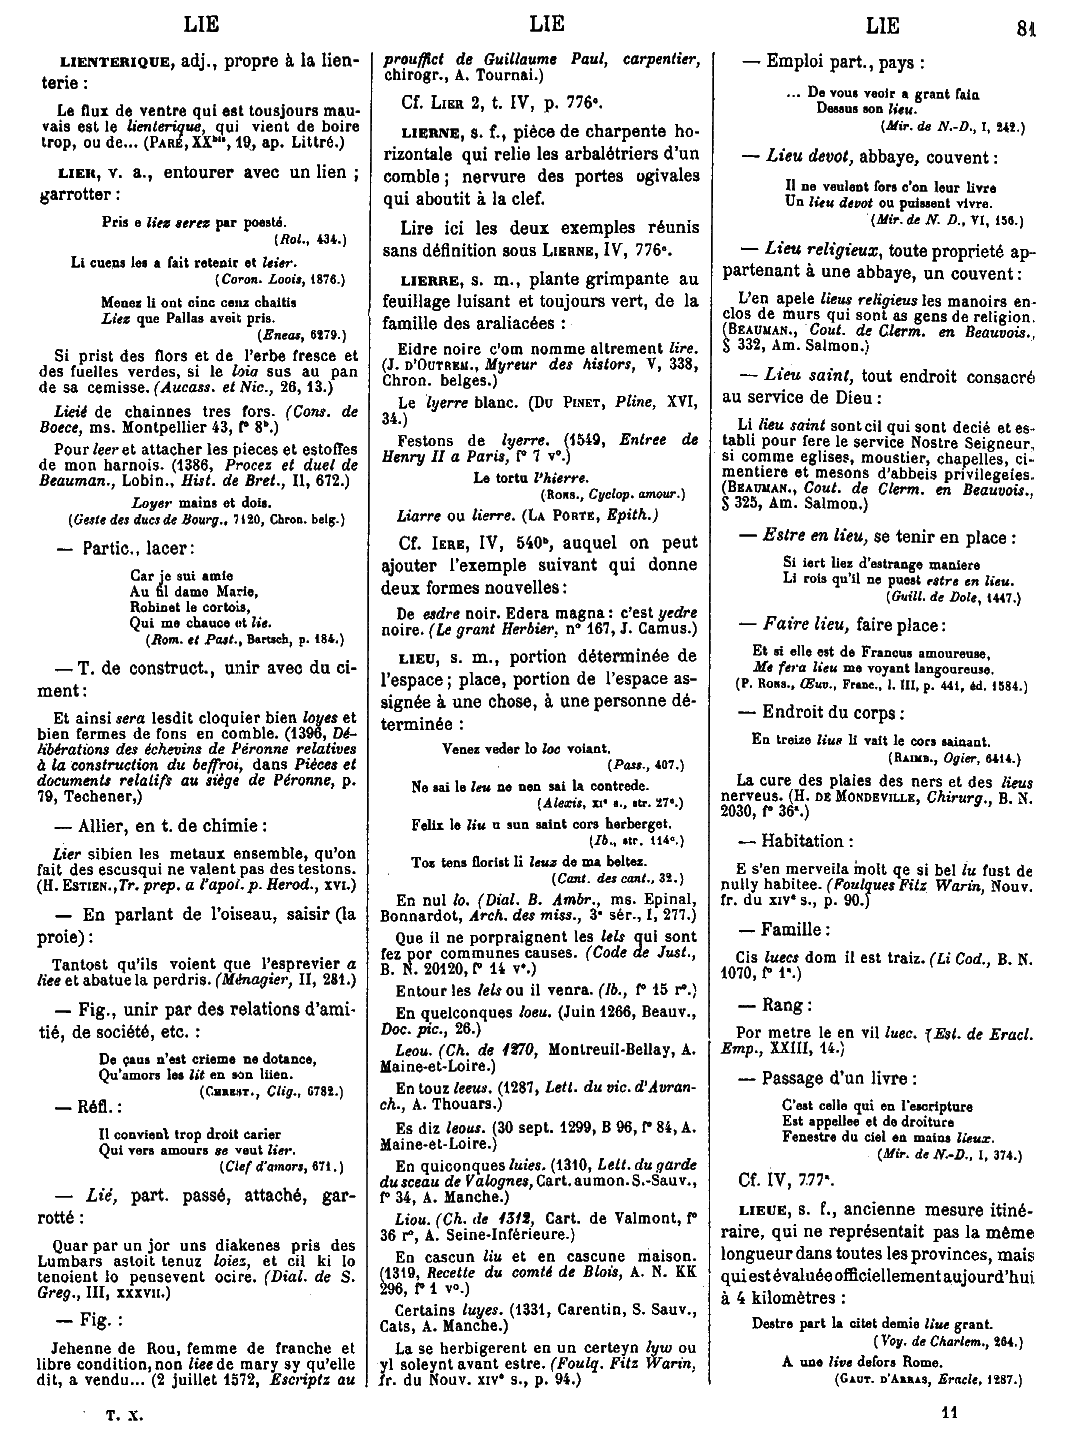 LIE LIE LIE 81
LIENTERIQUE, adj., propre à la lien-
terie :
Le flux de ventre qui est tousjours mau-
vais est le lienterique, qui vient de boire
trop, ou de... (PARÉ, XXbis, 19, ap. Littré.)
LIER, v. a., entourer avec un lien ;
garrotter :
Pris e liez serez par poesté.
(Rol., 434.)
Li cuens les a fait retenir et leier.
(Coron. Loois, 1876.)
Menez li ont cinc cenz chaitis
Liez que Pallas aveit pris.
(Eneas, 6279.)
Si prist des flors et de l'erbe fresce et
des fuelles verdes, si le loia sus au pan
de sa cemisse. (Aucass. et Nic., 26, 13.)
Lieié de chainnes tres fors. (Cons. de
Boece, ms. Montpellier 43, f° 8b.)
Pour leer et attacher les pieces et estoffes
de mon harnois. (1386, Procez et duel de
Beauman., Lobin., Hist. de Bret., II, 672.)
Loyer mains et dois.
(Geste des ducs de Bourg., 7120, Chron. belg.)
— Partic., lacer :
Car je sui amie
Au fil dame Marie,
Robinet le cortois,
Qui me chauce et lie.
(Rom. et Past., Bartsch, p. 184.)
— T. de construct., unir avec du ci-
ment :
Et ainsi sera lesdit cloquier bien loyes et
bien fermes de fons en comble. (1396, Dé-
libérations des échevins de Péronne relatives
à la construction du beffroi, dans Pièces et
documents relatifs au siège de Péronne, p.
79, Techener,)
— Allier, en t. de chimie :
Lier sibien les metaux ensemble, qu'on
fait des escusqui ne valent pas des testons.
(H. ESTIEN., Tr. prep. a l'apol. p. Herod., XVI.)
— En parlant de l'oiseau, saisir (la
proie) :
Tantost qu'ils voient que l'esprevier a
liee et abatue la perdris. (Ménagier, II, 281.)
— Fig., unir par des relations d'ami-
tié, de société, etc. :
De çaus n'est crieme ne dotance,
Qu'amors les lit en son liien.
(CHREST., Clig., 6782.)
— Réfl. :
Il convient trop droit carier
Qui vers amours se veut lier.
(Clef d'amors, 671.)
— Lié, part. passé, attaché, gar-
rotté :
Quar par un jor uns diakenes pris des
Lumbars astoit tenuz loiez, et cil ki lo
tenoient lo pensevent ocire. (Dial. de S.
Greg., III, XXXVII.)
— Fig. :
Jehenne de Rou, femme de franche et
libre condition, non liee de mary sy qu'elle
dit, a vendu... (2 juillet 1572, Escriptz au
T. X.
prouffict de Guillaume Paul, carpentier,
chirogr., A. Tournai.)
Cf. LIER 2, t. IV, p. 776a.
LIERNE, s. f., pièce de charpente ho-
rizontale qui relie les arbalétriers d'un
comble ; nervure des portes ogivales
qui aboutit à la clef.
Lire ici les deux exemples réunis
sans définition sous LIERNE, IV, 776a.
LIERRE, s. m., plante grimpante au
feuillage luisant et toujours vert, de la
famille des araliacées :
Eidre noire c'om nomme altrement lire.
(J. D'OUTREM., Myreur des histors, V, 338,
Chron. belges.)
Le lyerre blanc. (DU PINET, Pline, XVI,
34.)
Festons de lyerre. (1549, Entree de
Henry II a Paris, f° 7 v°.)
Le tortu l'hierre.
(RONS., Cyclop. amour.)
Liarre ou lierre. (LA PORTE, Epith.)
Cf. IERE, IV, 540b, auquel on peut
ajouter l'exemple suivant qui donne
deux formes nouvelles :
De esdre noir. Edera magna : c'est yedre
noire. (Le grant Herbier, n° 167, J. Camus.)
LIEU, s. m., portion déterminée de
l'espace ; place, portion de l'espace as-
signée à une chose, à une personne dé-
terminée :
Venez veder lo loc voiant.
(Pass., 407.)
Ne sai le leu ne nen sai la contrede.
(Alexis, XIe s., str. 27e.)
Felix le liu u sun saint cors herberget.
(Ib., str. 114c.)
Toz tens florist li leuz de ma beltez.
(Cant. des cant., 32.)
En nul lo. (Dial. B. Ambr., ms. Epinal,
Bonnardot, Arch. des miss., 3e sér., I, 277.)
Que il ne porpraignent les lels qui sont
fez por communes causes. (Code de Just.,
B. N. 20120, f° 14 v°.)
Entour les lels ou il venra. (Ib., f° 15 r°.)
En quelconques loeu. (Juin 1266, Beauv.,
Doc. pic., 26.)
Leou. (Ch. de 1270, Montreuil-Bellay, A.
Maine-et-Loire.)
En touz leeus. (1287, Lett. du vic. d'Avran-
ch., A. Thouars.)
Es diz leous. (30 sept. 1299, B 96, f° 84, A.
Maine-et-Loire.)
En quiconques luies. (1310, Lett. du garde
du sceau de Valognes, Cart. aumon. S.-Sauv.,
f° 34, A. Manche.)
Liou. (Ch. de 1312, Cart. de Valmont, f°
36 r°, A. Seine-Inférieure.)
En cascun liu et en cascune maison.
(1319, Recette du comté de Blois, A. N. KK
296, f° 1 v°.)
Certains luyes. (1331, Carentin, S. Sauv.,
Cats, A. Manche.)
La se herbigerent en un certeyn lyw ou
yl soleynt avant estre. (Foulq. Fitz Warin,
fr. du Nouv. XIVe s., p. 94.)
— Emploi part., pays :
... De vous veoir a grant fain
Dessus son lieu.
(Mir. de N.-D., I, 242.)
— Lieu devot, abbaye, couvent :
Il ne veulent fors c'on leur livre
Un lieu devot ou puissent vivre.
(Mir. de N. D., VI, 156.)
— Lieu religieux, toute proprieté ap-
partenant à une abbaye, un couvent :
L'en apele lieus religieus les manoirs en-
clos de murs qui sont as gens de religion.
(BEAUMAN., Cout. de Clerm. en Beauvois.,
§ 332, Am. Salmon.)
— Lieu saint, tout endroit consacré
au service de Dieu :
Li lieu saint sont cil qui sont decié et es-
tabli pour fere le service Nostre Seigneur,
si comme eglises, moustier, chapelles, ci-
mentiere et mesons d'abbeis privilegeies.
(BEAUMAN., Cout. de Clerm. en Beauvois.,
§ 325, Am. Salmon.)
— Estre en lieu, se tenir en place :
Si iert liez d'estrange maniere
Li rois qu'il ne puest estre en lieu.
(Guill. de Dole, 1447.)
— Faire lieu, faire place :
Et si elle est de Francus amoureuse,
Me fera lieu me voyant langoureuse.
(P. RONS., Œuv., Franc., l. III, p. 441, éd. 1584.)
— Endroit du corps :
En treize lius li vait le cors sainant.
(RAIMB., Ogier, 6414.)
La cure des plaies des ners et des lieus
nerveus. (H. DE MONDEVILLE, Chirurg., B. N.
2030, f° 36a.)
— Habitation :
E s'en merveila molt qe si bel lu fust de
nully habitee. (Foulques Fitz Warin, Nouv.
fr. du XIVe s., p. 90.)
— Famille :
Cis luecs dom il est traiz. (Li Cod., B. N.
1070, f° 1a.)
— Rang :
Por metre le en vil luec. (Est. de Eracl.
Emp., XXIII, 14.)
— Passage d'un livre :
C'est celle qui en l'escripture
Est appellee et de droiture
Fenestre du ciel en mains lieux.
(Mir. de N.-D., I, 374.)
Cf. IV, 777a.
LIEUE, s. f., ancienne mesure itiné-
raire, qui ne représentait pas la même
longueur dans toutes les provinces, mais
qui est évaluée officiellement aujourd'hui
à 4 kilomètres :
Destre part la citet demie liue grant.
(Voy. de Charlem., 264.)
A une live defors Rome.
(GAUT. D'ARRAS, Eracle, 1287.)
11